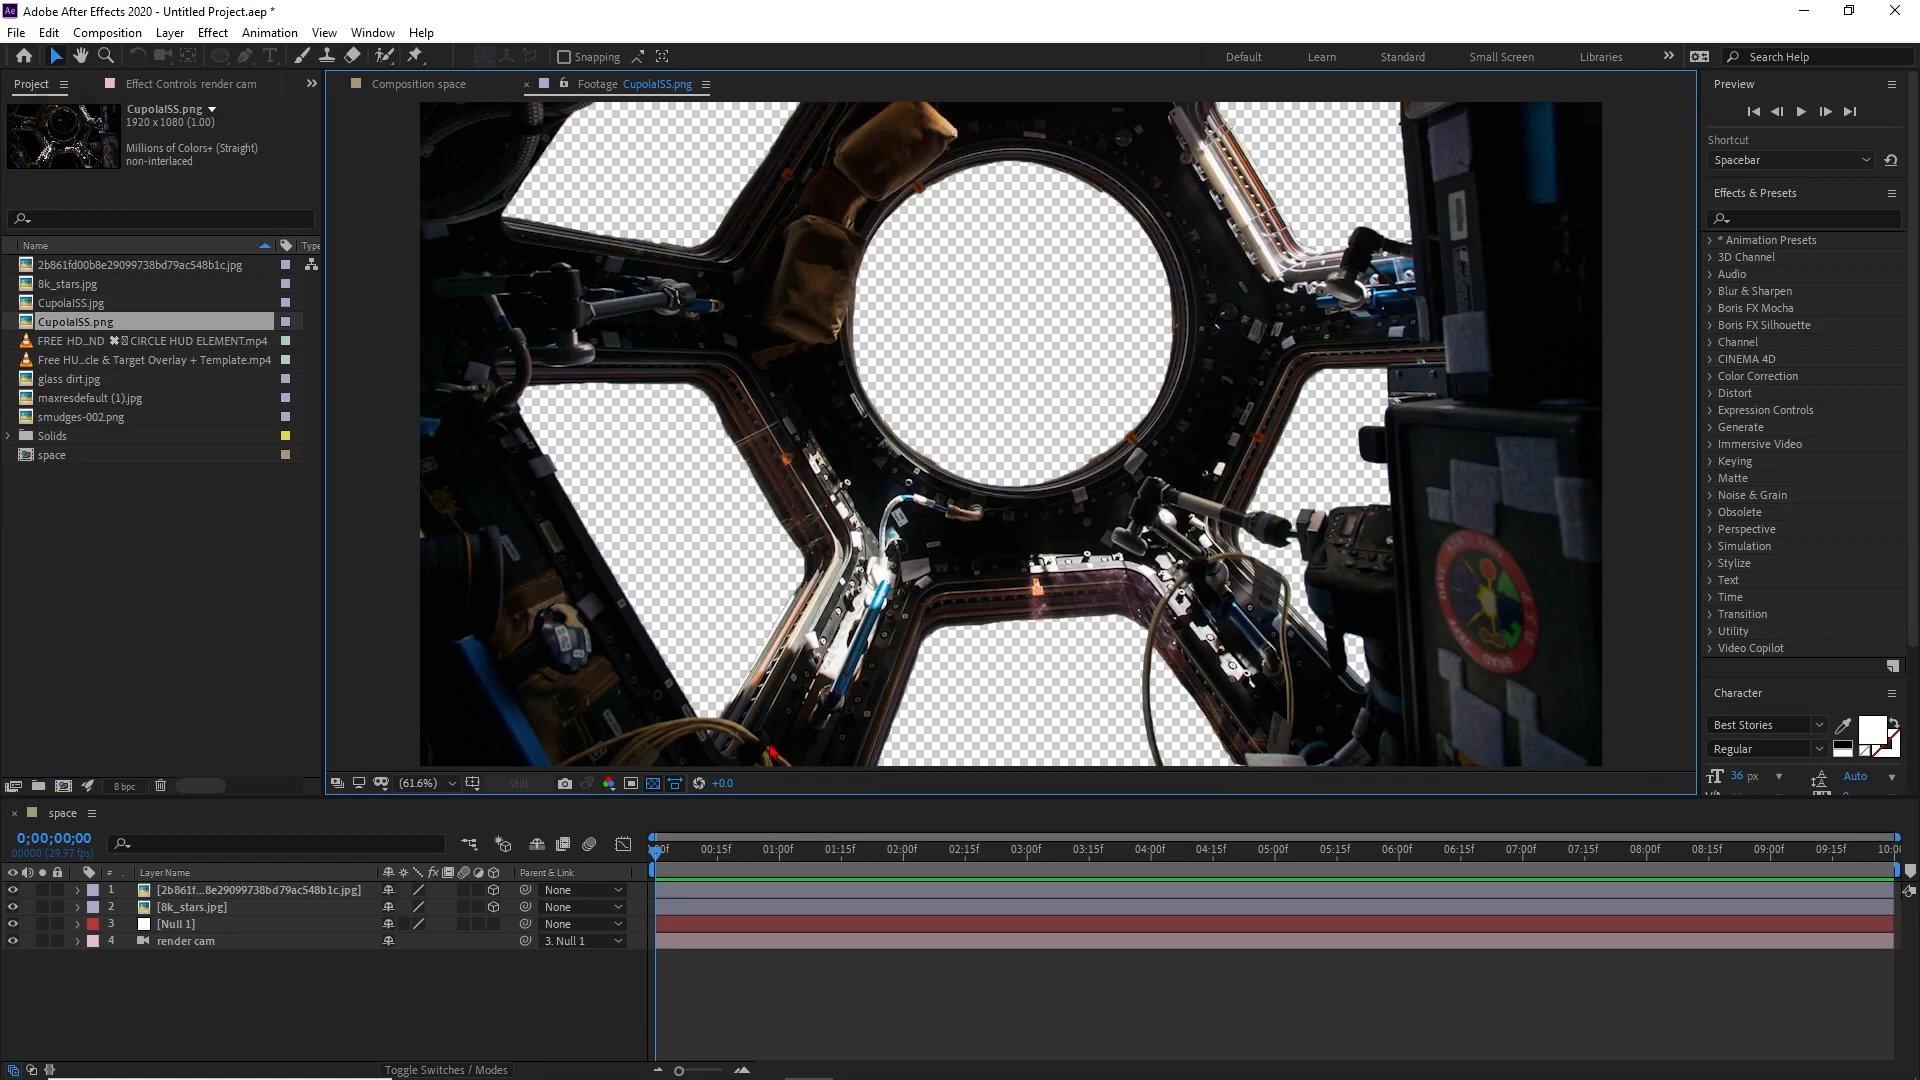 Adobe After Effects 2020 - Untitled Project.aep *
File Edit Composition Layer Effect Animation View Window Help
Snapping
Default Learn Standard Small Screen Libraries
Search Help
Project
Effect Controls render cam
Composition space
Footage CupolaISS.png
CupolaISS.png
1920 x 1080 (1.00)
Millions of Colors+ (Straight)
non-interlaced
Name
Type
2b861fd00b8e29099738bd79ac548b1c.jpg
8k_stars.jpg
CupolaISS.jpg
CupolaISS.png
CIRCLE HUD ELEMENT.mp4
Free HU...cle & Target Overlay + Template.mp4
glass dirt.jpg
maxresdefault (1).jpg
smudges-002.png
Solids
space
8 bpc
(61.6%)
Still
+0.0
Preview
Shortcut
Spacebar
Effects & Presets
* Animation Presets
3D Channel
Audio
Blur & Sharpen
Boris FX Mocha
Boris FX Silhouette
Channel
CINEMA 4D
Color Correction
Distort
Expression Controls
Generate
Immersive Video
Keying
Matte
Noise & Grain
Obsolete
Perspective
Simulation
Stylize
Text
Time
Transition
Utility
Video Copilot
Character
Best Stories
Regular
36 px
Auto
space
0;00;00;00
00000 (29.97 fps)
# Layer Name
Parent & Link
1 [2b861f...8e29099738bd79ac548b1c.jpg] None
2 [8k_stars.jpg] None
3 [Null 1] None
4 render cam 3. Null 1
00:15f 01:00f 01:15f 02:00f 02:15f 03:00f 03:15f 04:00f 04:15f 05:00f 05:15f 06:00f 06:15f 07:00f 07:15f 08:00f 08:15f 09:00f 09:15f
Toggle Switches / Modes